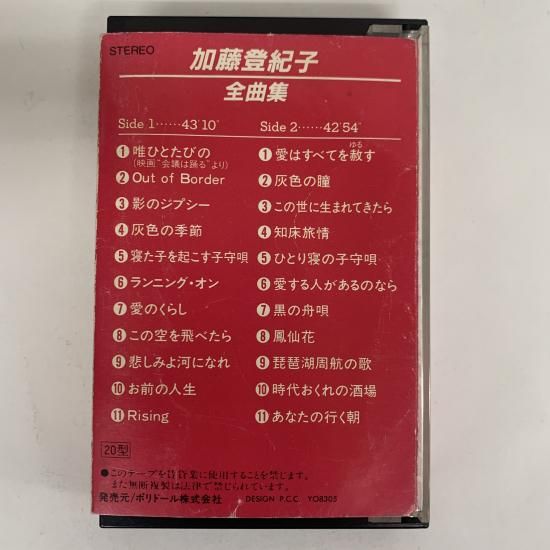 STEREO
加藤登紀子
全曲集
Side 1……43'10"
❶唯ひとたびの
(映画"会議は踊る"より)
❷Out of Border
❸影のジプシー
❹灰色の季節
❺寝た子を起こす子守唄
❻ランニング・オン
❼愛のくらし
❽この空を飛べたら
❾悲しみよ河になれ
❿お前の人生
⓫Rising
Side 2……42'54"
❶愛はすべてを赦す
ゆる
❷灰色の瞳
❸この世に生まれてきたら
❹知床旅情
❺ひとり寝の子守唄
❻愛する人があるのなら
❼黒の舟唄
❽鳳仙花
❾琵琶湖周航の歌
❿時代おくれの酒場
⓫あなたの行く朝
20型
●このテープを賃貸業に使用することを禁じます。
また無断複製は法律で禁じられています。
発売元/ポリドール株式会社
DESIGN P.C.C YO8305